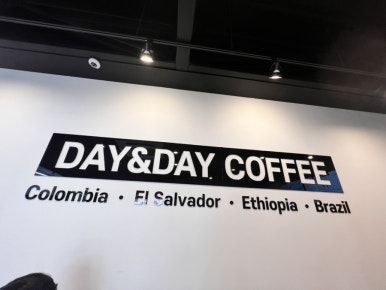 DAY&DAY COFFEE
Colombia · El Salvador · Ethiopia · Brazil